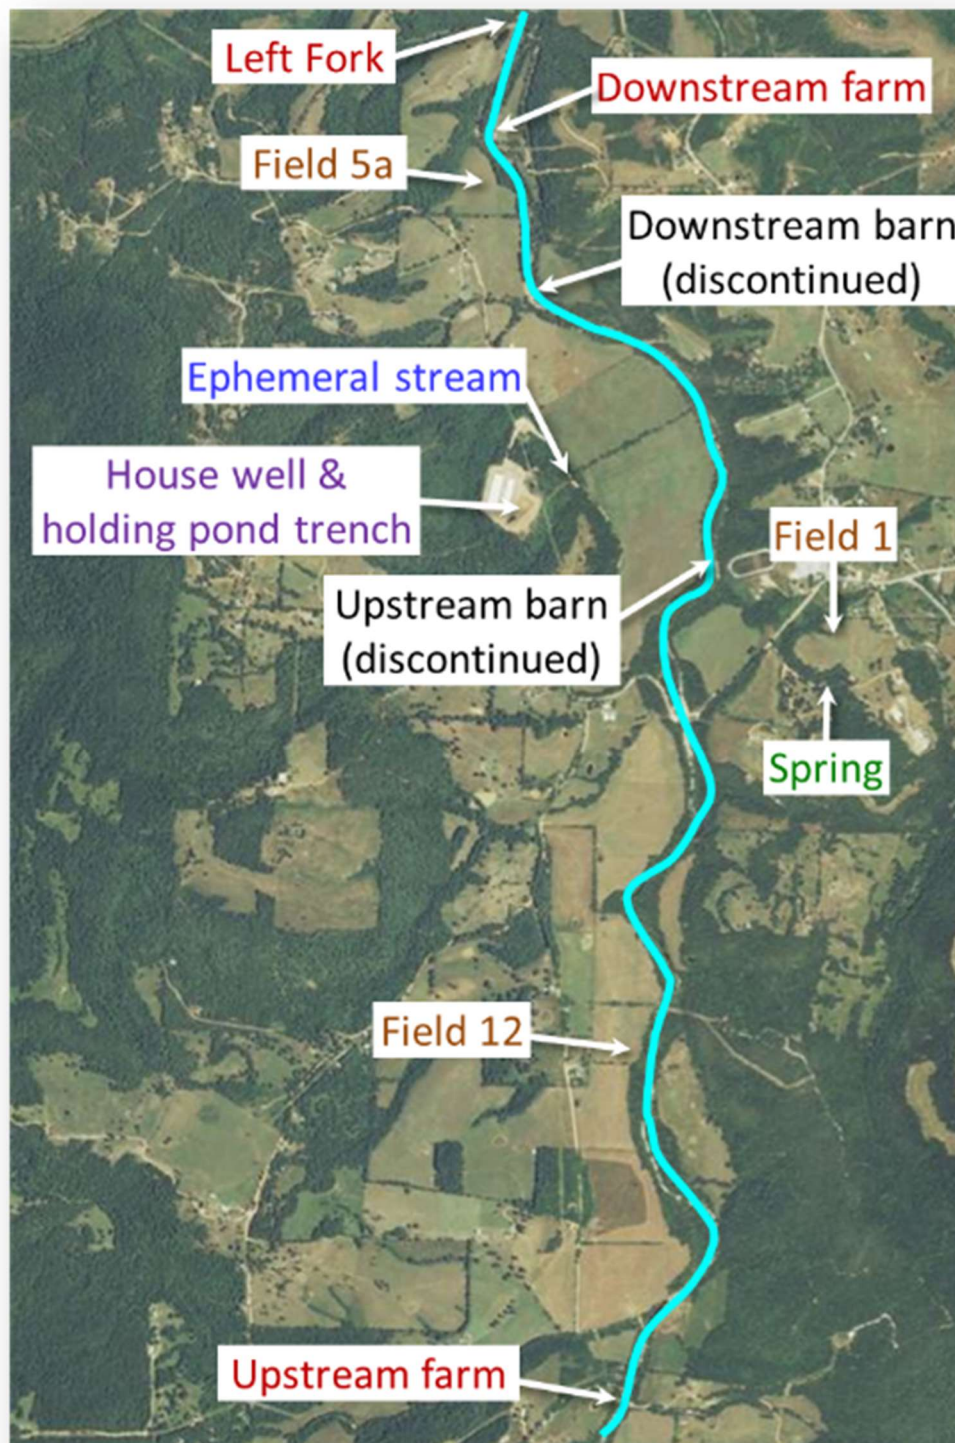 Left Fork
Downstream farm
Field 5a
Downstream barn
(discontinued)
Ephemeral stream
House well &
holding pond trench
Field 1
Upstream barn
(discontinued)
Spring
Field 12
Upstream farm